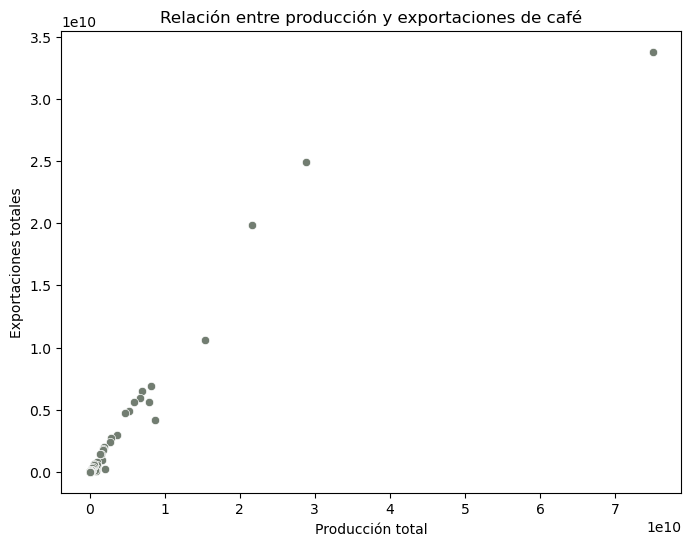 Relación entre producción y exportaciones de café
1e10
3.5
3.0
2.5
2.0
1.5
1.0
0.5
0.0
Exportaciones totales
0 1 2 3 4 5 6 7
1e10
Producción total